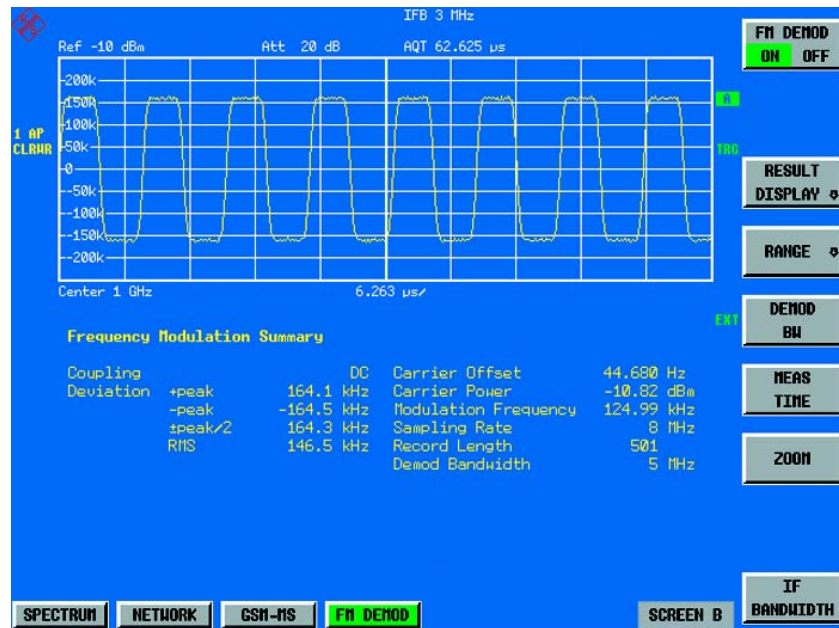 IFB 3 MHz
Ref -10 dBm Att 20 dB AQT 62.625 µs
FM DEMOD
ON OFF
200k
150k
100k
50k
0
-50k
-100k
-150k
-200k
1 AP
CLRWR
A
TRG
Center 1 GHz 6.263 µs/
EXT
RESULT
DISPLAY
RANGE
DEMOD
BW
MEAS
TIME
ZOOM
IF
BANDWIDTH
Frequency Modulation Summary
Coupling DC Carrier Offset 44.680 Hz
Deviation +peak 164.1 kHz Carrier Power -10.82 dBm
-peak -164.5 kHz Modulation Frequency 124.99 kHz
±peak/2 164.3 kHz Sampling Rate 8 MHz
RMS 146.5 kHz Record Length 501
Demod Bandwidth 5 MHz
SPECTRUM NETWORK GSM-MS FM DEMOD SCREEN B